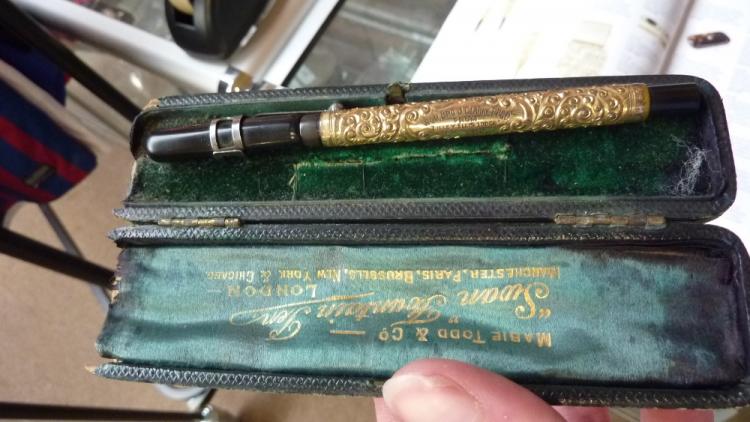 MABIE TODD & CO
"Swan" Fountain Pen
— LONDON —
MANCHESTER, PARIS, BRUSSELS, NEW YORK & CHICAGO.